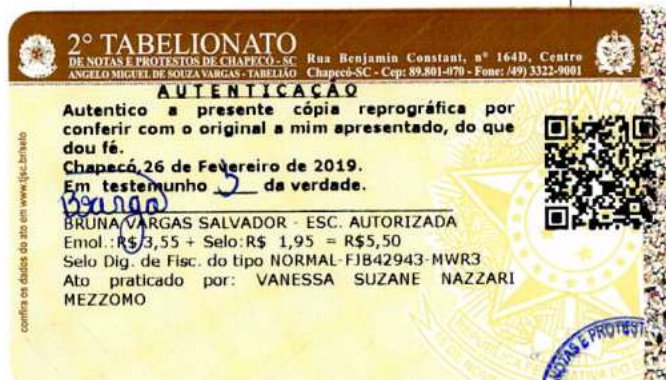 2º TABELIONATO
DE NOTAS E PROTESTOS DE CHAPECÓ - SC
ANGELO MIGUEL DE SOUZA VARGAS - TABELIÃO
Rua Benjamin Constant, nº 164D, Centro
Chapecó-SC - Cep: 89.801-070 - Fone: /49) 3322-9001
AUTENTICAÇÃO
Autentico a presente cópia reprográfica por
conferir com o original a mim apresentado, do que
dou fé.
Chapecó,26 de Fevereiro de 2019.
Em testemunho ___ da verdade.
BRUNA VARGAS SALVADOR - ESC. AUTORIZADA
Emol.:R$ 3,55 + Selo:R$ 1,95 = R$5,50
Selo Dig. de Fisc. do tipo NORMAL-FJB42943-MWR3
Ato praticado por: VANESSA SUZANE NAZZARI
MEZZOMO
confira os dados do ato em www.tjsc.br/selo